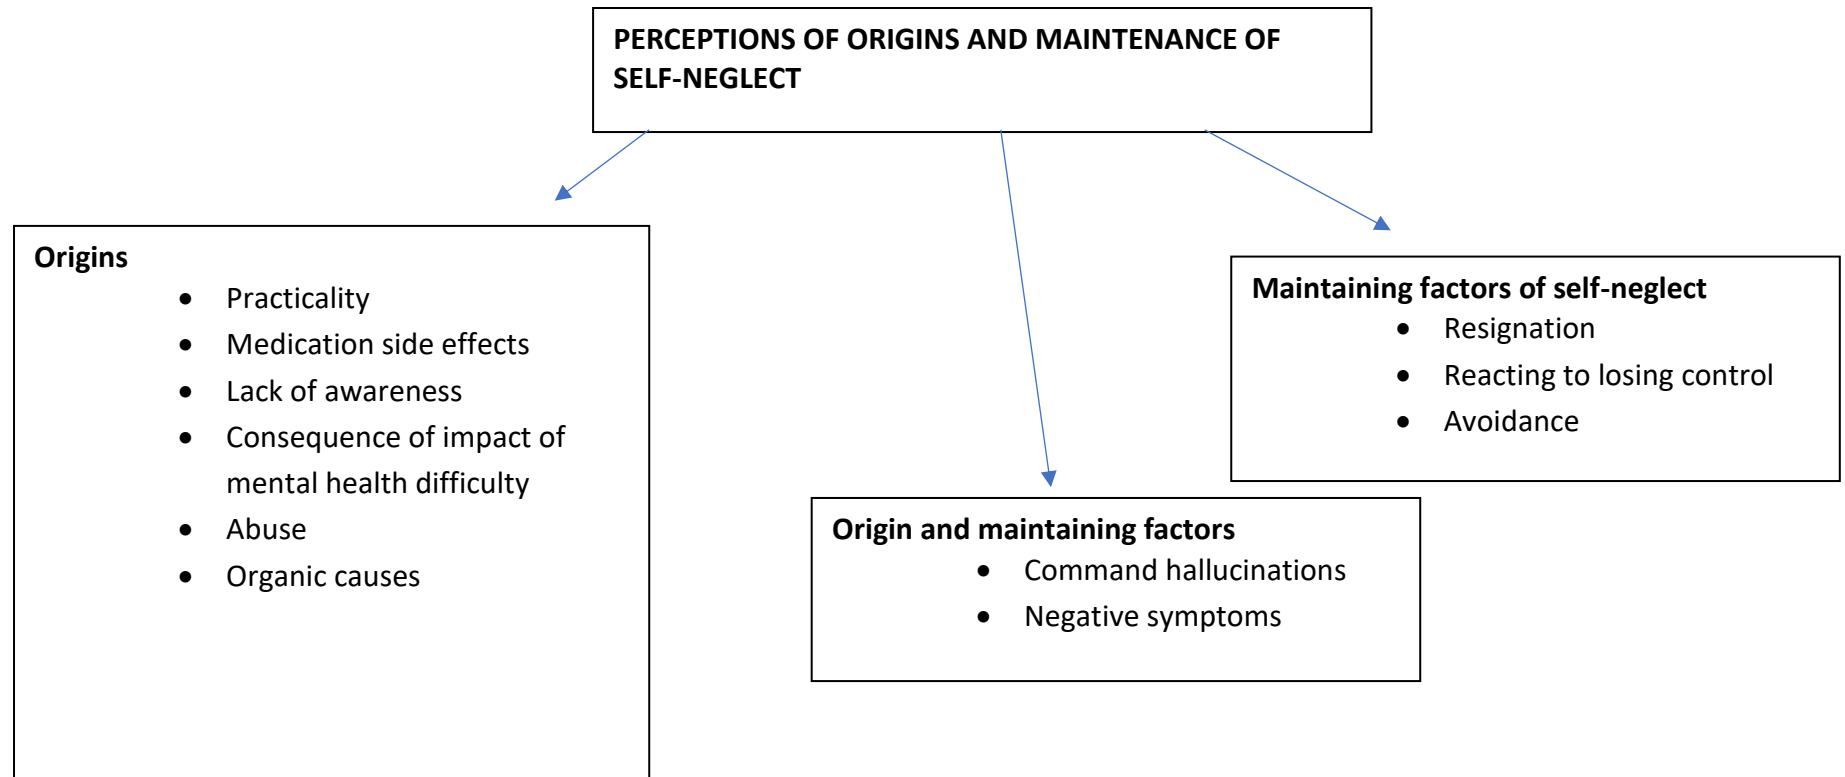 PERCEPTIONS OF ORIGINS AND MAINTENANCE OF
SELF-NEGLECT
Origins
• Practicality
• Medication side effects
• Lack of awareness
• Consequence of impact of
mental health difficulty
• Abuse
• Organic causes
Origin and maintaining factors
• Command hallucinations
• Negative symptoms
Maintaining factors of self-neglect
• Resignation
• Reacting to losing control
• Avoidance